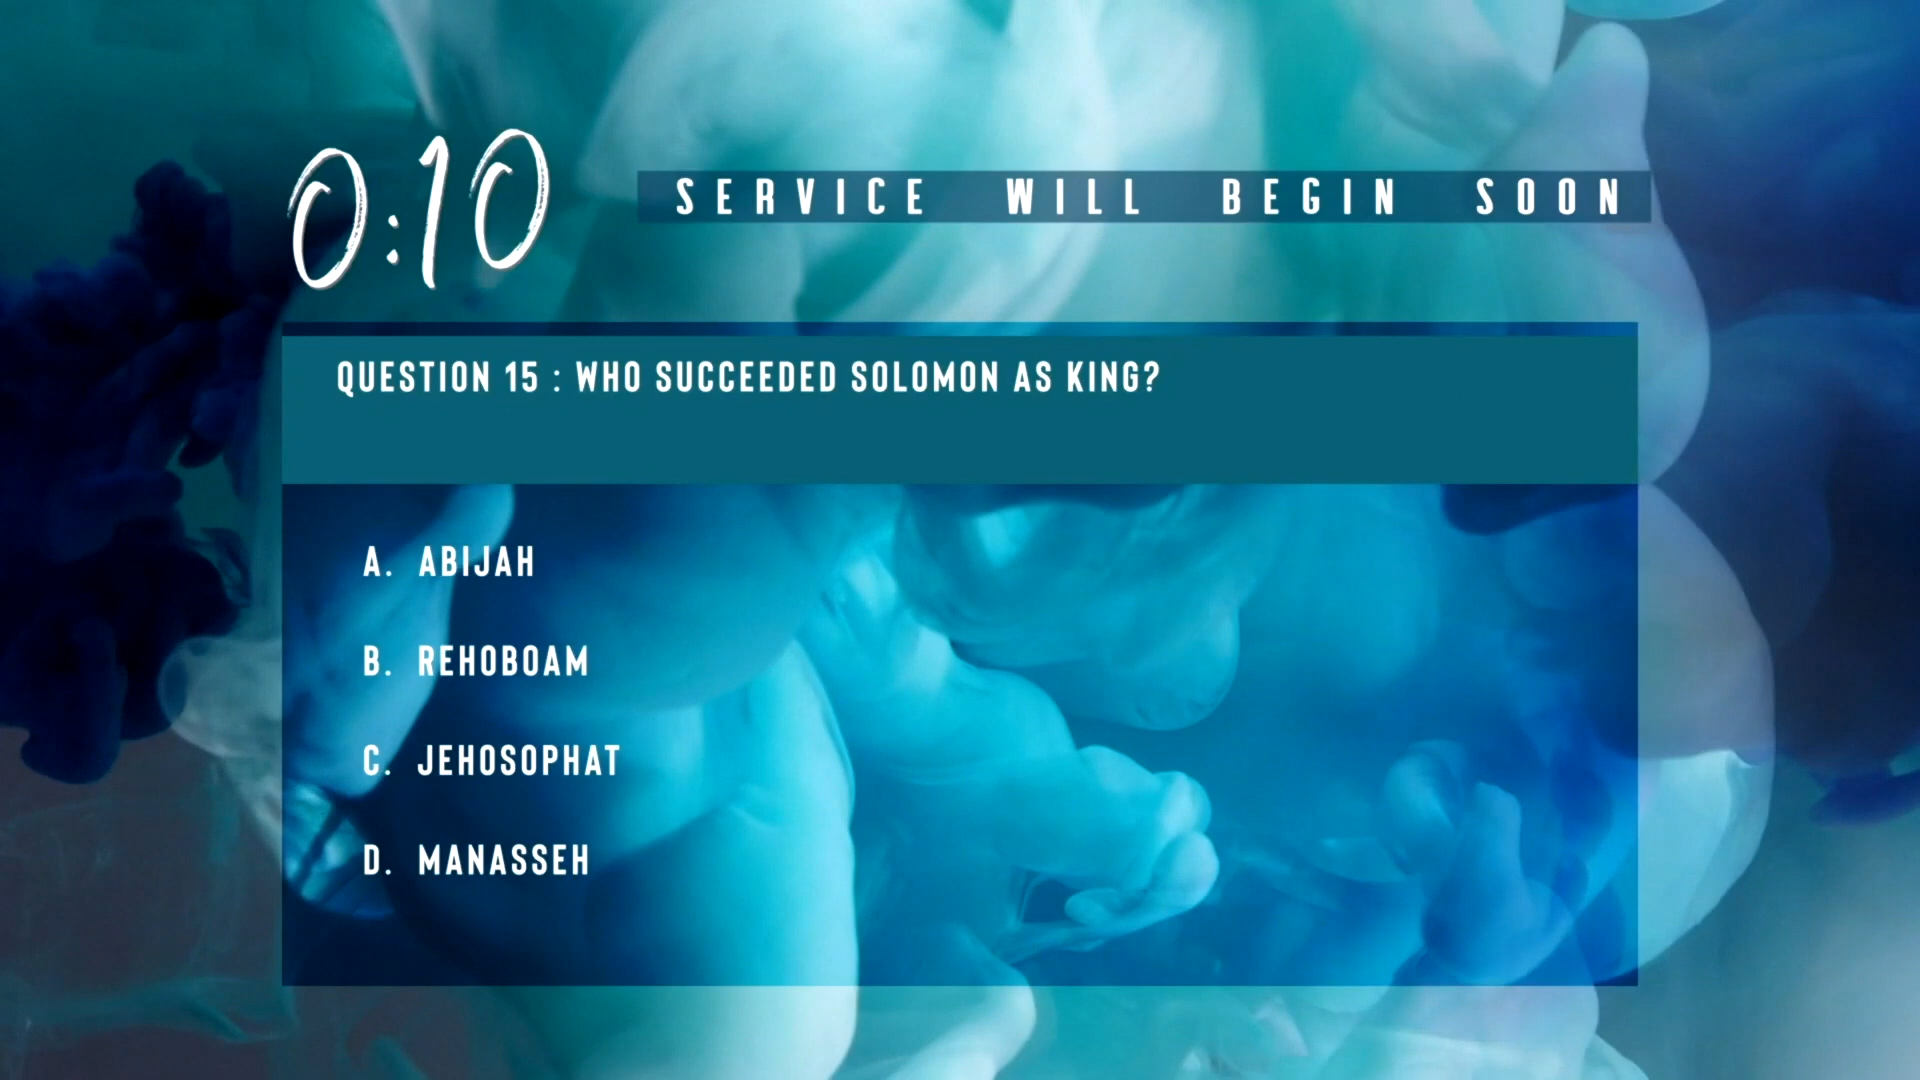 0:10
SERVICE WILL BEGIN SOON
QUESTION 15 : WHO SUCCEEDED SOLOMON AS KING?
A. ABIJAH
B. REHOBOAM
C. JEHOSOPHAT
D. MANASSEH